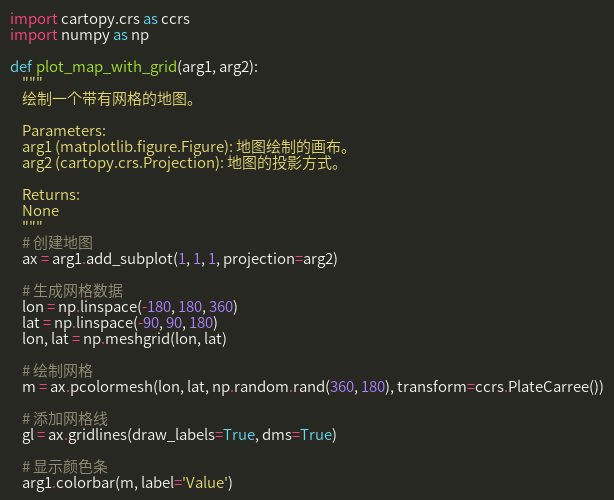 import cartopy.crs as ccrs
import numpy as np

def plot_map_with_grid(arg1, arg2):
    """
    绘制一个带有网格的地图。

    Parameters:
    arg1 (matplotlib.figure.Figure): 地图绘制的画布。
    arg2 (cartopy.crs.Projection): 地图的投影方式。

    Returns:
    None
    """
    # 创建地图
    ax = arg1.add_subplot(1, 1, 1, projection=arg2)

    # 生成网格数据
    lon = np.linspace(-180, 180, 360)
    lat = np.linspace(-90, 90, 180)
    lon, lat = np.meshgrid(lon, lat)

    # 绘制网格
    m = ax.pcolormesh(lon, lat, np.random.rand(360, 180), transform=ccrs.PlateCarree())

    # 添加网格线
    gl = ax.gridlines(draw_labels=True, dms=True)

    # 显示颜色条
    arg1.colorbar(m, label='Value')